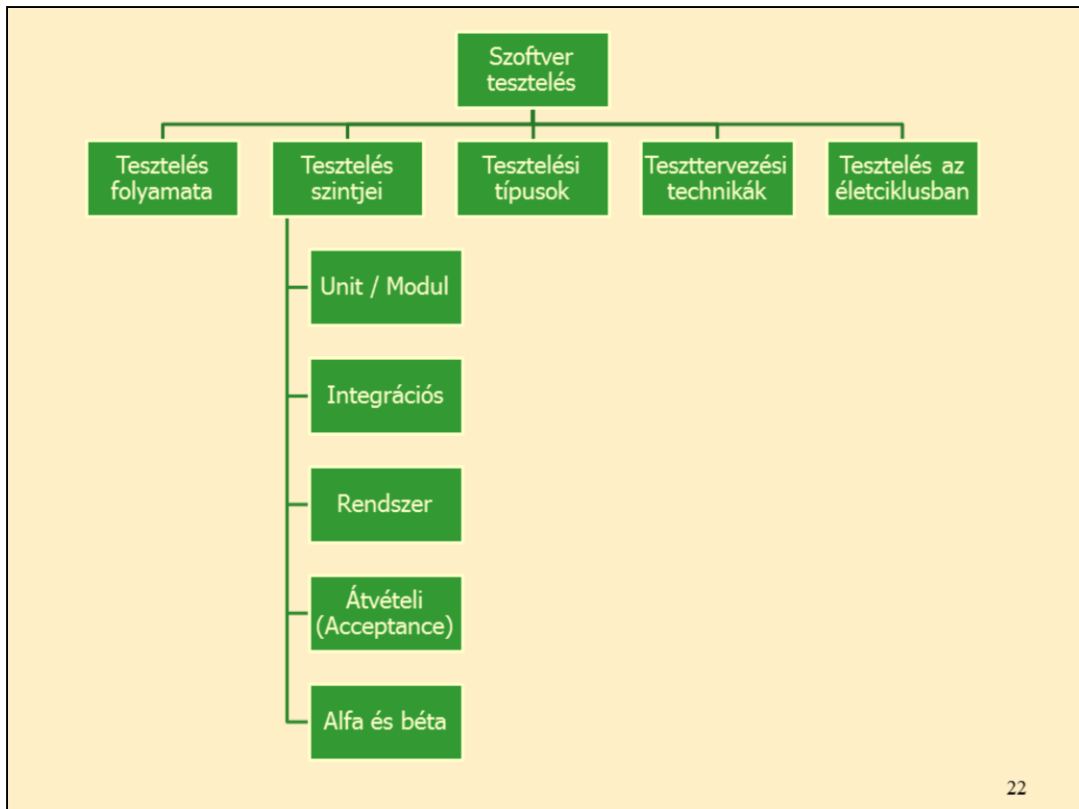 Szoftver
tesztelés
Tesztelés
folyamata
Tesztelés
szintjei
Tesztelési
típusok
Teszttervezési
technikák
Tesztelés az
életciklusban
Unit / Modul
Integrációs
Rendszer
Átvételi
(Acceptance)
Alfa és béta
22